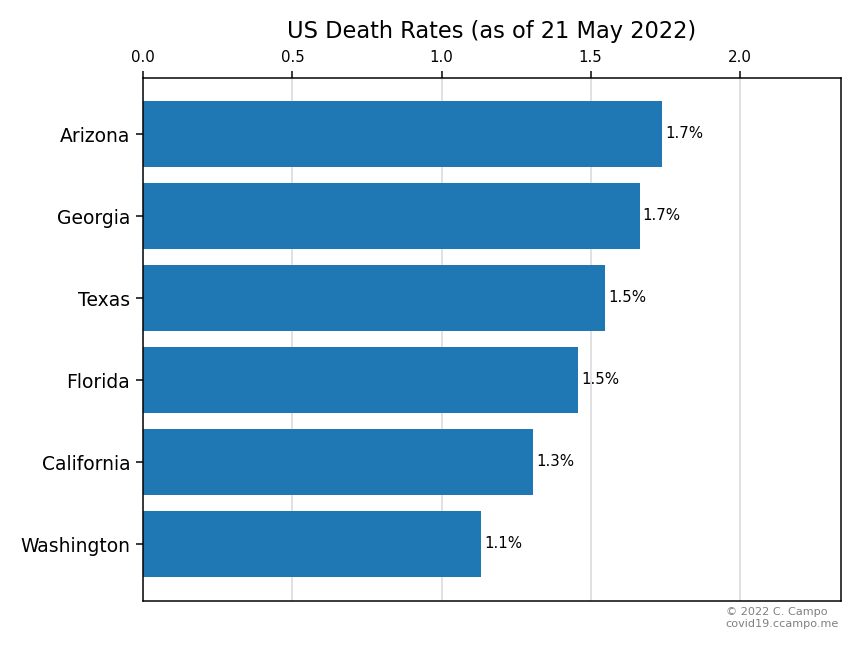 US Death Rates (as of 21 May 2022)
0.0 0.5 1.0 1.5 2.0
Arizona 1.7%
Georgia 1.7%
Texas 1.5%
Florida 1.5%
California 1.3%
Washington 1.1%
© 2022 C. Campo
covid19.ccampo.me